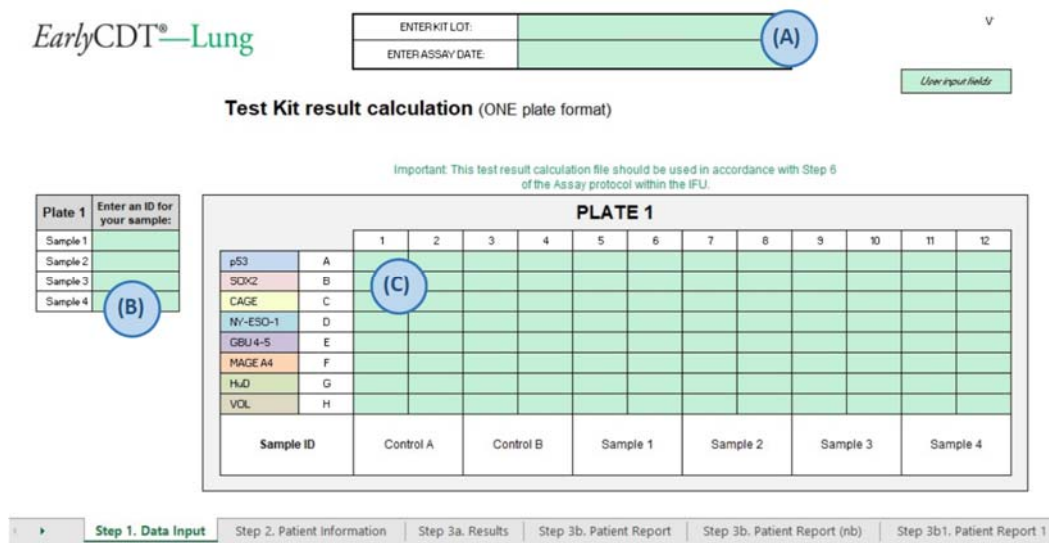 EarlyCDT®—Lung
ENTER KIT LOT:
(A)
V
ENTER ASSAY DATE:
User input fields
Test Kit result calculation (ONE plate format)
Important: This test result calculation file should be used in accordance with Step 6
of the Assay protocol within the IFU.
Plate 1 Enter an ID for your sample:
Sample 1
Sample 2
Sample 3
Sample 4
(B)
PLATE 1
1 2 3 4 5 6 7 8 9 10 11 12
p53 A
SOX2 B
(C)
CAGE C
NY-ESO-1 D
GBU 4-5 E
MAGE A4 F
HuD G
VOL H
Sample ID Control A Control B Sample 1 Sample 2 Sample 3 Sample 4
Step 1. Data Input Step 2. Patient Information Step 3a. Results Step 3b. Patient Report Step 3b. Patient Report (nb) Step 3b1. Patient Report 1